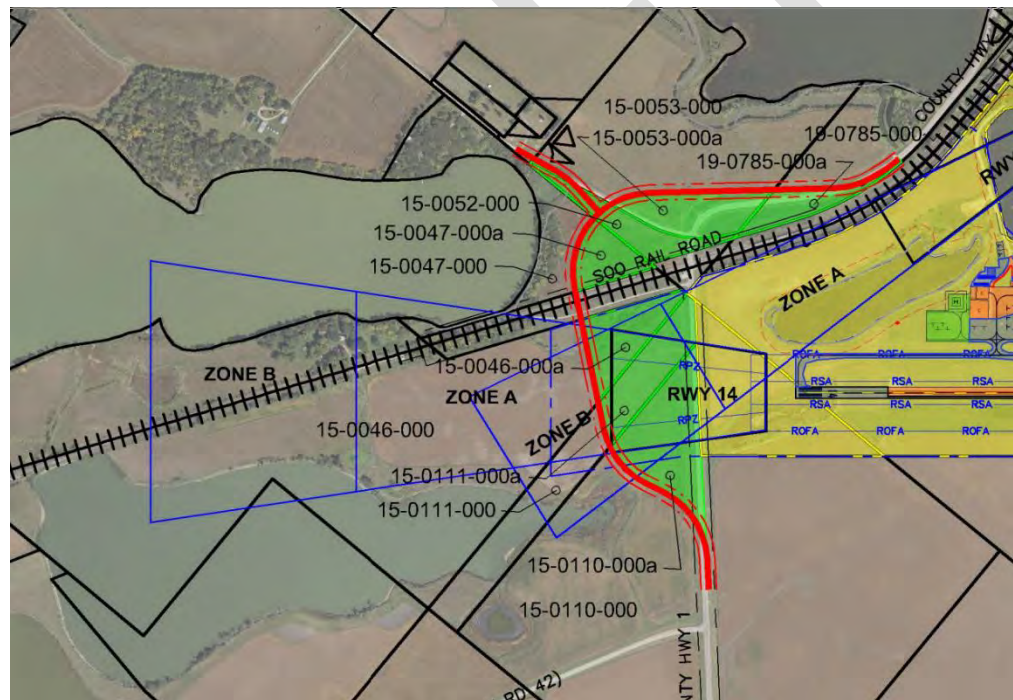 COUNTY HWY
15-0053-000
15-0053-000a
19-0785-000
19-0785-000a
RWY
15-0052-000
15-0047-000a
15-0047-000
SOO RAIL ROAD
ZONE A
15-0046-000a
ZONE B
ZONE A
RPZ
RWY 14
ROFA ROFA ROFA
RSA RSA RSA
RSA RSA RSA
ROFA ROFA ROFA
15-0046-000
ZONE B
RPZ
15-0111-000a
15-0111-000
15-0110-000a
15-0110-000
NTY HWY 1
RD 42)